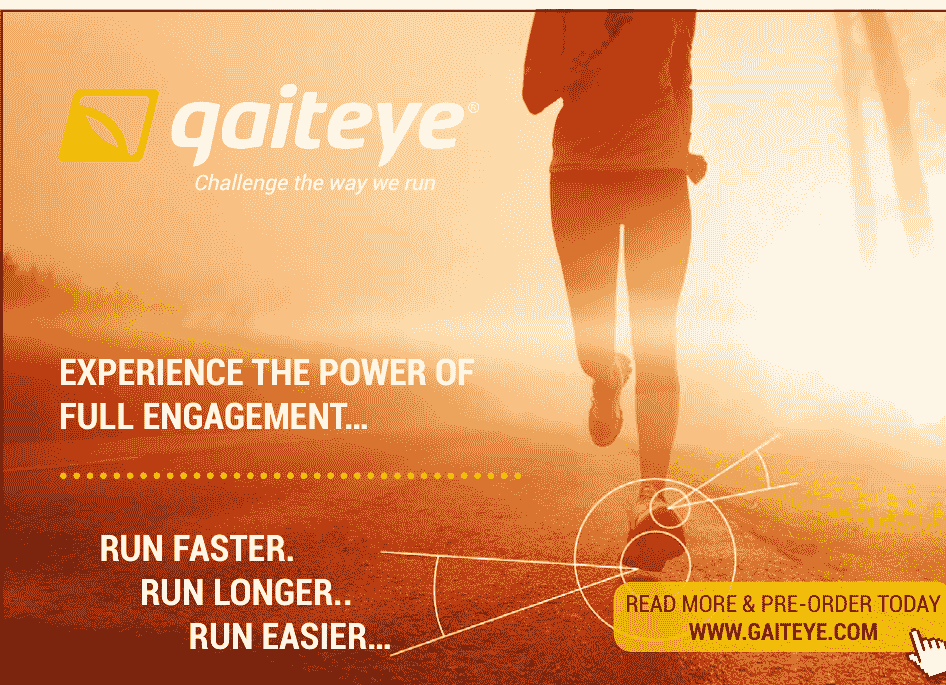 gaiteye®
Challenge the way we run
EXPERIENCE THE POWER OF
FULL ENGAGEMENT...
RUN FASTER.
RUN LONGER..
RUN EASIER...
READ MORE & PRE-ORDER TODAY
WWW.GAITEYE.COM